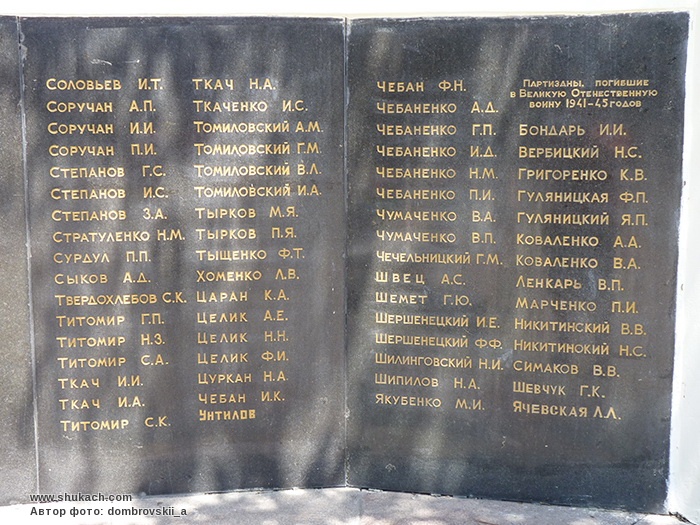 Соловьев И.Т.
Соручан А.П.
Соручан И.И.
Соручан П.И.
Степанов Г.С.
Степанов И.С.
Степанов З.А.
Стратуленко Н.М.
Сурдул П.П.
Сыков А.Д.
Твердохлебов С.К.
Титомир Г.П.
Титомир Н.З.
Титомир С.А.
Ткач И.И.
Ткач И.А.
Титомир С.К.
Ткач Н.А.
Ткаченко И.С.
Томиловский А.М.
Томиловский Г.М.
Томиловский В.Л.
Томиловский И.А.
Тырков М.Я.
Тырков П.Я.
Тыщенко Ф.Т.
Хоменко Л.В.
Царан К.А.
Целик А.Е.
Целик Н.Н.
Целик Ф.И.
Цуркан Н.А.
Чебан И.К.
Унтилов
Чебан Ф.Н.
Чебаненко А.Д.
Чебаненко Г.П.
Чебаненко И.Д.
Чебаненко Н.М.
Чебаненко П.И.
Чумаченко В.А.
Чумаченко В.П.
Чечельницкий Г.М.
Швец А.С.
Шемет Г.Ю.
Шершенецкий И.Е.
Шершенецкий Ф.Ф.
Шилинговский Н.И.
Шипилов Н.А.
Якубенко М.И.
Партизаны, погибшие
в Великую Отечественную
войну 1941-45 годов
Бондарь И.И.
Вербицкий Н.С.
Григоренко К.В.
Гуляницкая Ф.П.
Гуляницкий Я.П.
Коваленко А.А.
Коваленко В.А.
Ленкарь В.П.
Марченко П.И.
Никитинский В.В.
Никитинокий Н.С.
Симаков В.В.
Шевчук Г.К.
Ячевская Л.Л.
www.shukach.com
Автор фото: dombrovskii_a